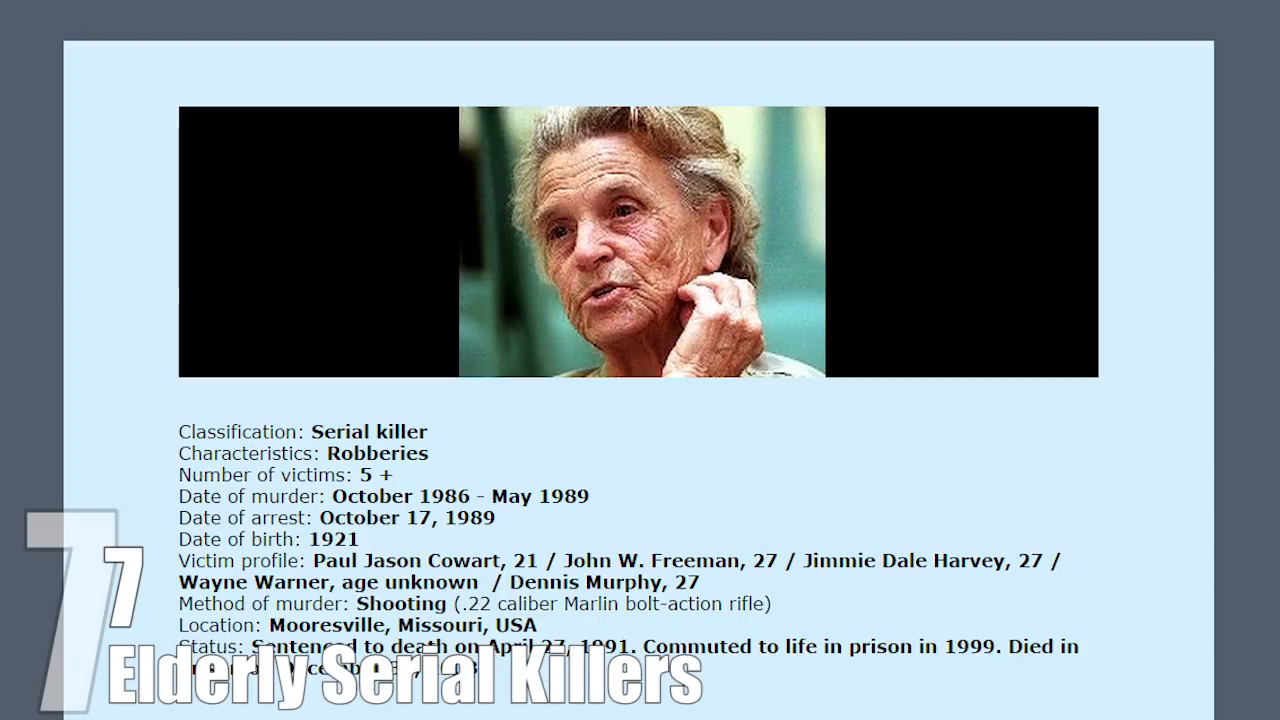 Classification: Serial killer
Characteristics: Robberies
Number of victims: 5 +
Date of murder: October 1986 - May 1989
Date of arrest: October 17, 1989
Date of birth: 1921
Victim profile: Paul Jason Cowart, 21 / John W. Freeman, 27 / Jimmie Dale Harvey, 27 /
Wayne Warner, age unknown / Dennis Murphy, 27
Method of murder: Shooting (.22 caliber Marlin bolt-action rifle)
Location: Mooresville, Missouri, USA
Status: Sentenced to death on April 27, 1991. Commuted to life in prison in 1999. Died in
7
7
Elderly Serial Killers